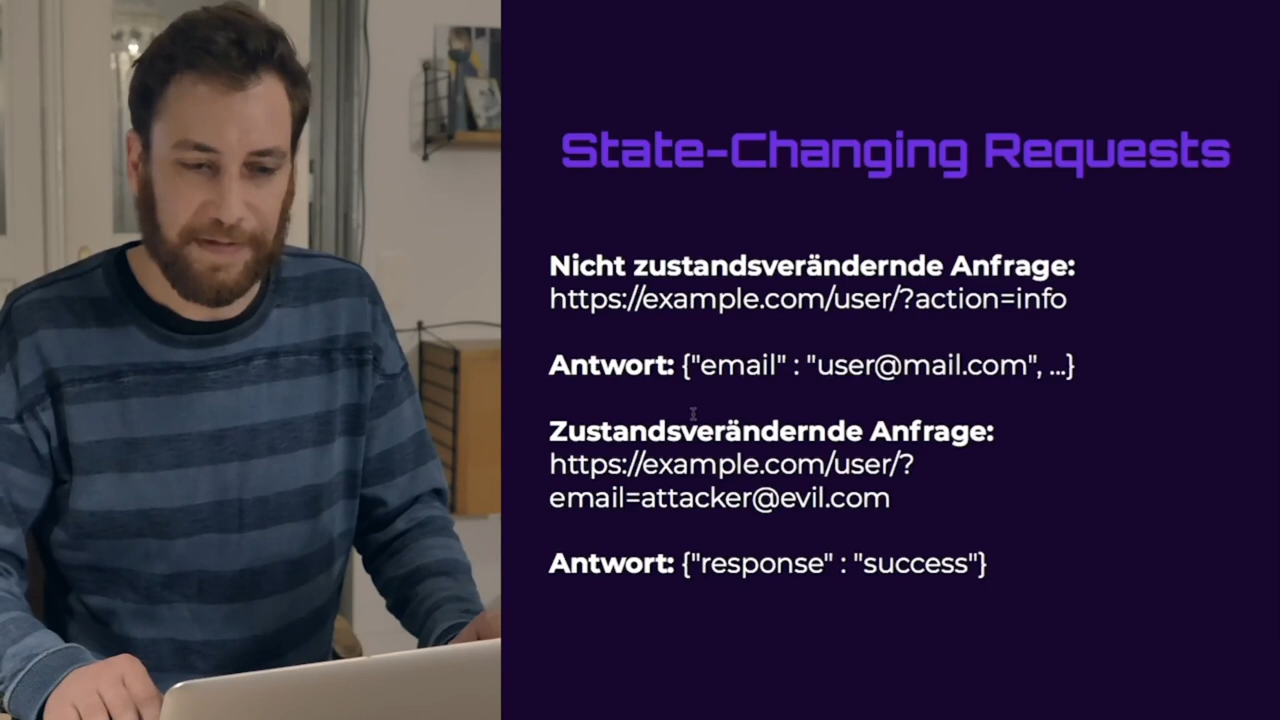 State-Changing Requests
Nicht zustandsverändernde Anfrage:
https://example.com/user/?action=info
Antwort: {"email" : "user@mail.com", ...}
Zustandsverändernde Anfrage:
https://example.com/user/?
email=attacker@evil.com
Antwort: {"response" : "success"}